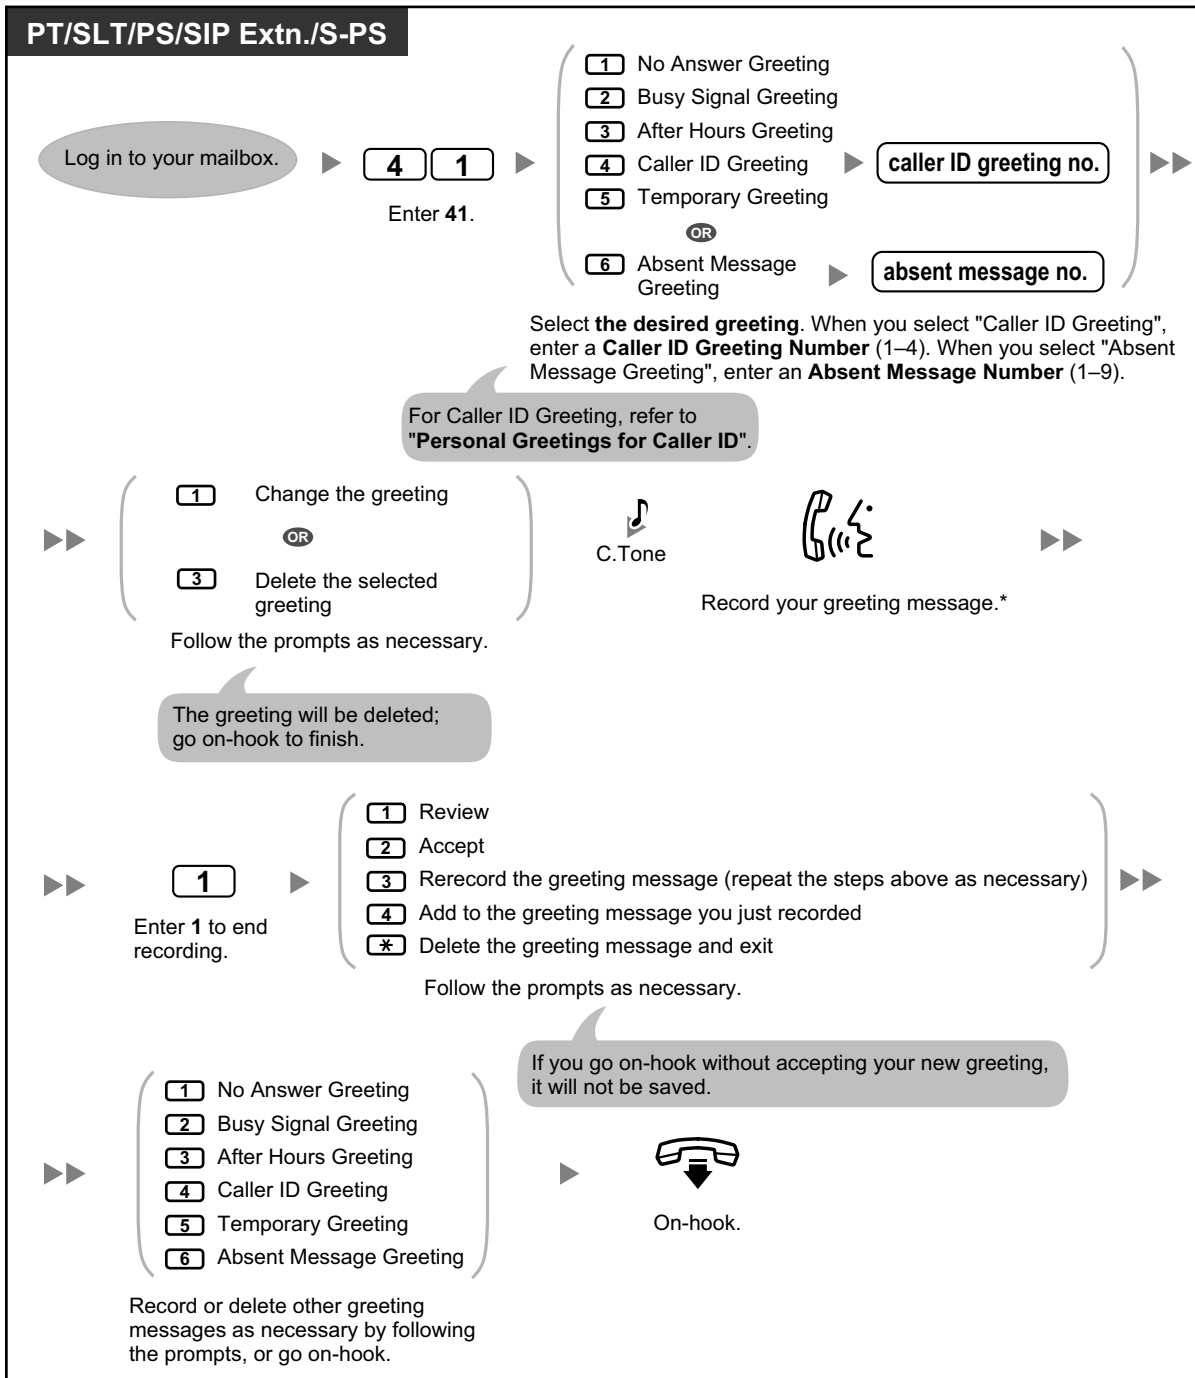 PT/SLT/PS/SIP Extn./S-PS
Log in to your mailbox.
4 1
Enter 41.
1 No Answer Greeting
2 Busy Signal Greeting
3 After Hours Greeting
4 Caller ID Greeting
caller ID greeting no.
5 Temporary Greeting
OR
6 Absent Message
Greeting
absent message no.
Select the desired greeting. When you select "Caller ID Greeting",
enter a Caller ID Greeting Number (1–4). When you select "Absent
Message Greeting", enter an Absent Message Number (1–9).
For Caller ID Greeting, refer to
"Personal Greetings for Caller ID".
1 Change the greeting
OR
3 Delete the selected
greeting
Follow the prompts as necessary.
C.Tone
Record your greeting message.*
The greeting will be deleted;
go on-hook to finish.
1
Enter 1 to end
recording.
1 Review
2 Accept
3 Rerecord the greeting message (repeat the steps above as necessary)
4 Add to the greeting message you just recorded
* Delete the greeting message and exit
Follow the prompts as necessary.
If you go on-hook without accepting your new greeting,
it will not be saved.
1 No Answer Greeting
2 Busy Signal Greeting
3 After Hours Greeting
4 Caller ID Greeting
5 Temporary Greeting
6 Absent Message Greeting
Record or delete other greeting
messages as necessary by following
the prompts, or go on-hook.
On-hook.